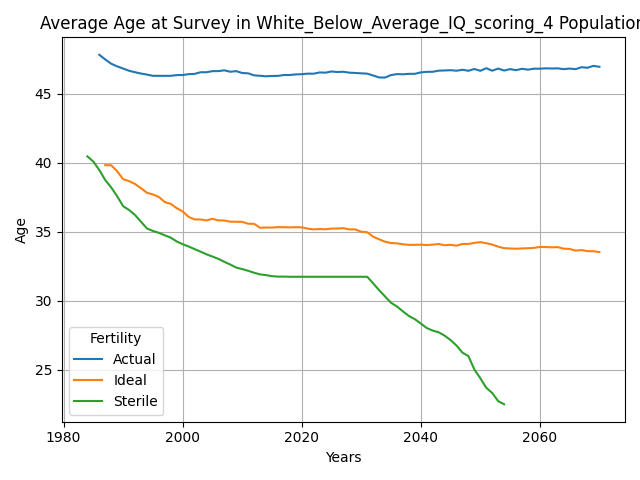 Average Age at Survey in White_Below_Average_IQ_scoring_4 Population
45
40
35
30
25
Age
Fertility
Actual
Ideal
Sterile
1980
2000
2020
2040
2060
Years